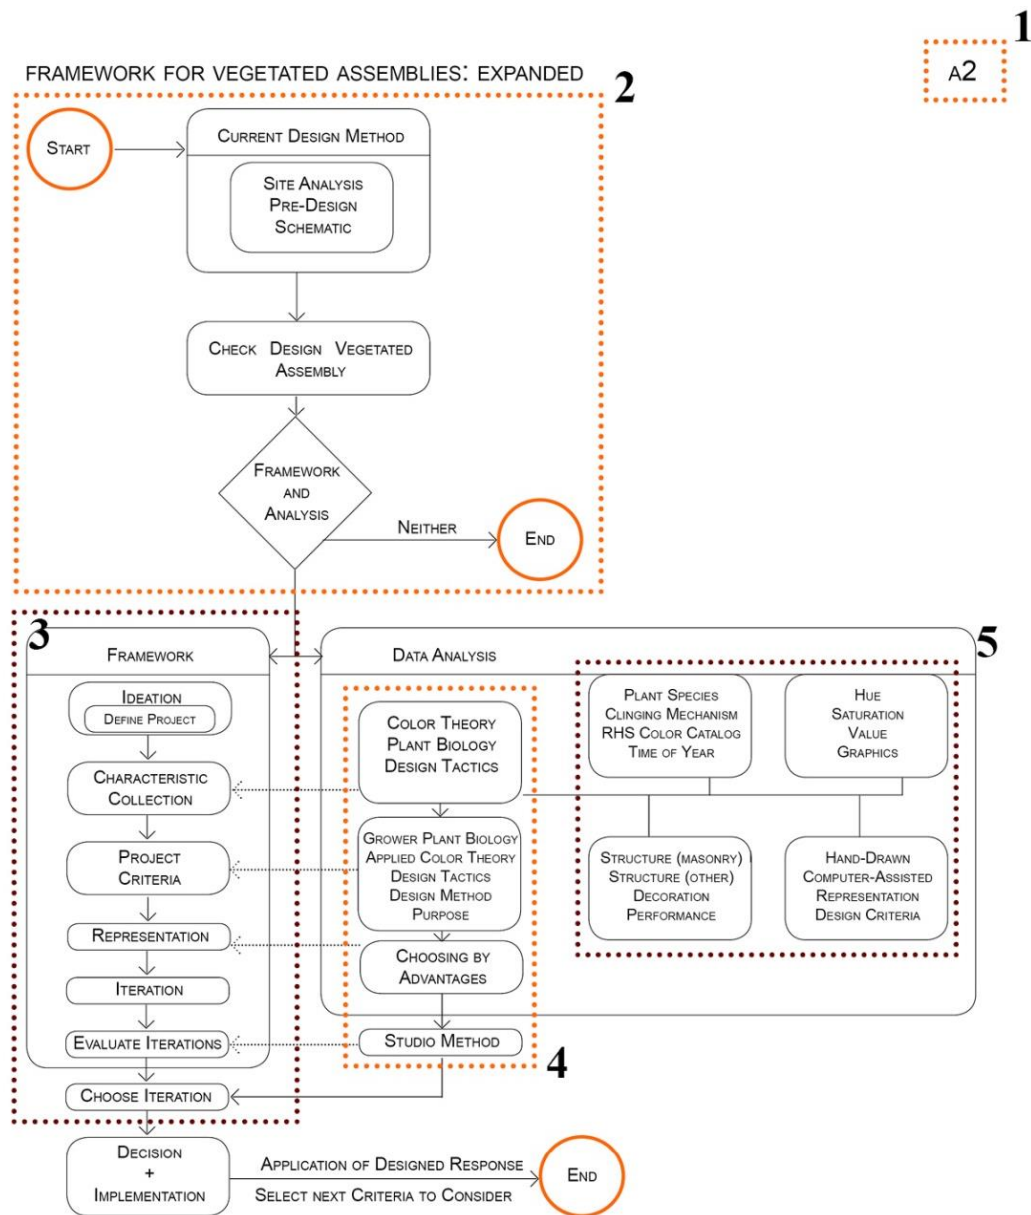 1
A2
FRAMEWORK FOR VEGETATED ASSEMBLIES: EXPANDED
2
START
CURRENT DESIGN METHOD
SITE ANALYSIS
PRE-DESIGN
SCHEMATIC
CHECK DESIGN VEGETATED
ASSEMBLY
FRAMEWORK
AND
ANALYSIS
NEITHER
END
3
FRAMEWORK
IDEATION
DEFINE PROJECT
CHARACTERISTIC
COLLECTION
PROJECT
CRITERIA
REPRESENTATION
ITERATION
EVALUATE ITERATIONS
CHOOSE ITERATION
DATA ANALYSIS
COLOR THEORY
PLANT BIOLOGY
DESIGN TACTICS
GROWER PLANT BIOLOGY
APPLIED COLOR THEORY
DESIGN TACTICS
DESIGN METHOD
PURPOSE
CHOOSING BY
ADVANTAGES
STUDIO METHOD
4
5
PLANT SPECIES
CLINGING MECHANISM
RHS COLOR CATALOG
TIME OF YEAR
HUE
SATURATION
VALUE
GRAPHICS
STRUCTURE (MASONRY)
STRUCTURE (OTHER)
DECORATION
PERFORMANCE
HAND-DRAWN
COMPUTER-ASSISTED
REPRESENTATION
DESIGN CRITERIA
DECISION
+
IMPLEMENTATION
APPLICATION OF DESIGNED RESPONSE
SELECT NEXT CRITERIA TO CONSIDER
END